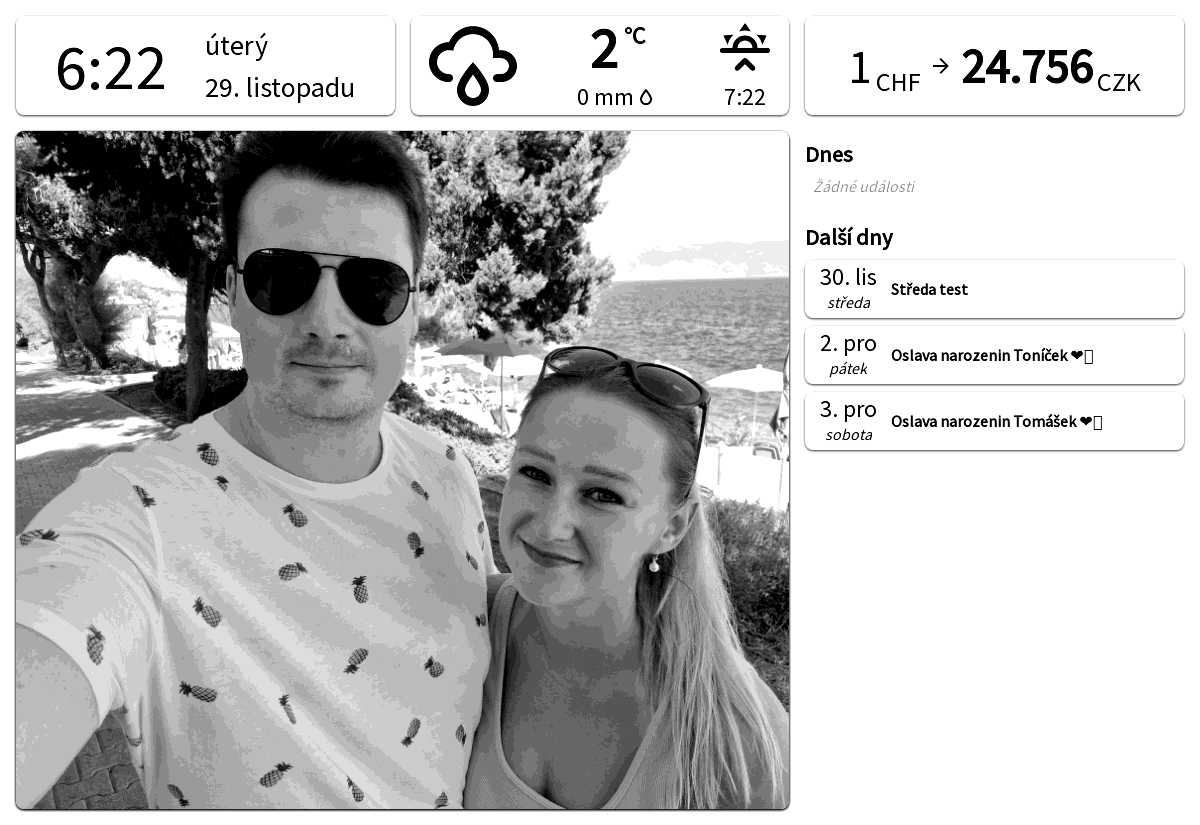 6:22
úterý
29. listopadu
2 °C
0 mm
7:22
1 CHF → 24.756 CZK
Dnes
Žádné události
Další dny
30. lis
středa
Středa test
2. pro
pátek
Oslava narozenin Toníček ❤▯
3. pro
sobota
Oslava narozenin Tomášek ❤▯